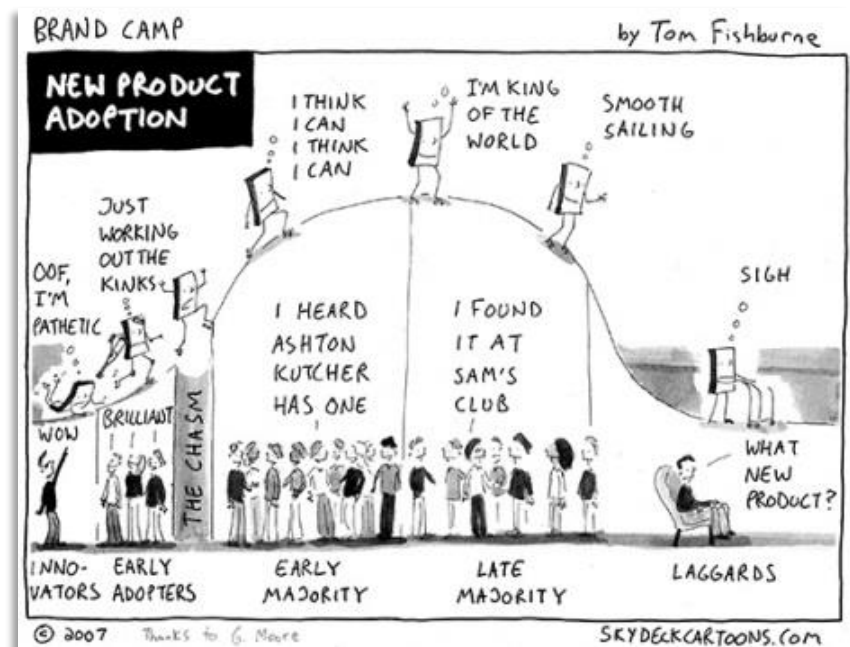 BRAND CAMP
by Tom Fishburne
NEW PRODUCT
ADOPTION
OOF,
I'M
PATHETIC
JUST
WORKING
OUT THE
KINKS
I THINK
I CAN
I THINK
I CAN
I'M KING
OF THE
WORLD
SMOOTH
SAILING
SIGH
WOW
BRILLIANT
THE CHASM
I HEARD
ASHTON
KUTCHER
HAS ONE
I FOUND
IT AT
SAM'S
CLUB
WHAT
NEW
PRODUCT?
INNO-
VATORS
EARLY
ADOPTERS
EARLY
MAJORITY
LATE
MAJORITY
LAGGARDS
© 2007
Thanks to G. Moore
SKYDECKCARTOONS.COM